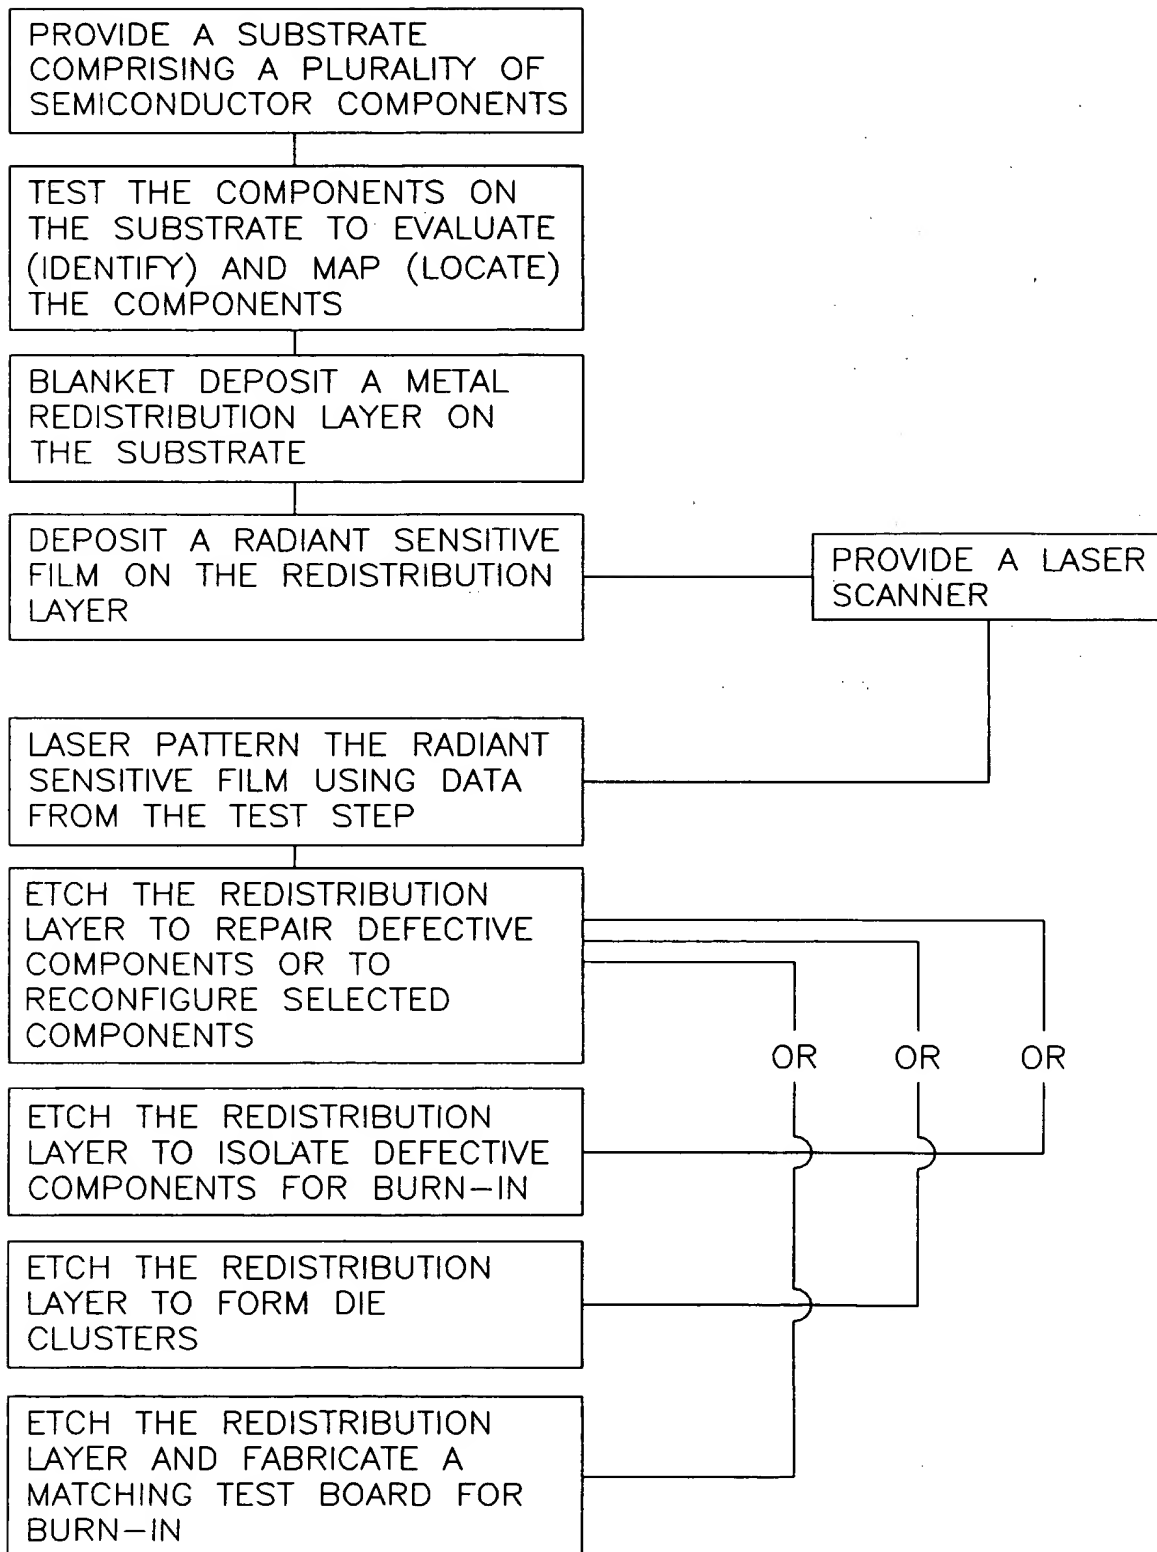 PROVIDE A SUBSTRATE
COMPRISING A PLURALITY OF
SEMICONDUCTOR COMPONENTS
TEST THE COMPONENTS ON
THE SUBSTRATE TO EVALUATE
(IDENTIFY) AND MAP (LOCATE)
THE COMPONENTS
BLANKET DEPOSIT A METAL
REDISTRIBUTION LAYER ON
THE SUBSTRATE
DEPOSIT A RADIANT SENSITIVE
FILM ON THE REDISTRIBUTION
LAYER
PROVIDE A LASER
SCANNER
LASER PATTERN THE RADIANT
SENSITIVE FILM USING DATA
FROM THE TEST STEP
ETCH THE REDISTRIBUTION
LAYER TO REPAIR DEFECTIVE
COMPONENTS OR TO
RECONFIGURE SELECTED
COMPONENTS
OR OR OR
ETCH THE REDISTRIBUTION
LAYER TO ISOLATE DEFECTIVE
COMPONENTS FOR BURN-IN
ETCH THE REDISTRIBUTION
LAYER TO FORM DIE
CLUSTERS
ETCH THE REDISTRIBUTION
LAYER AND FABRICATE A
MATCHING TEST BOARD FOR
BURN-IN